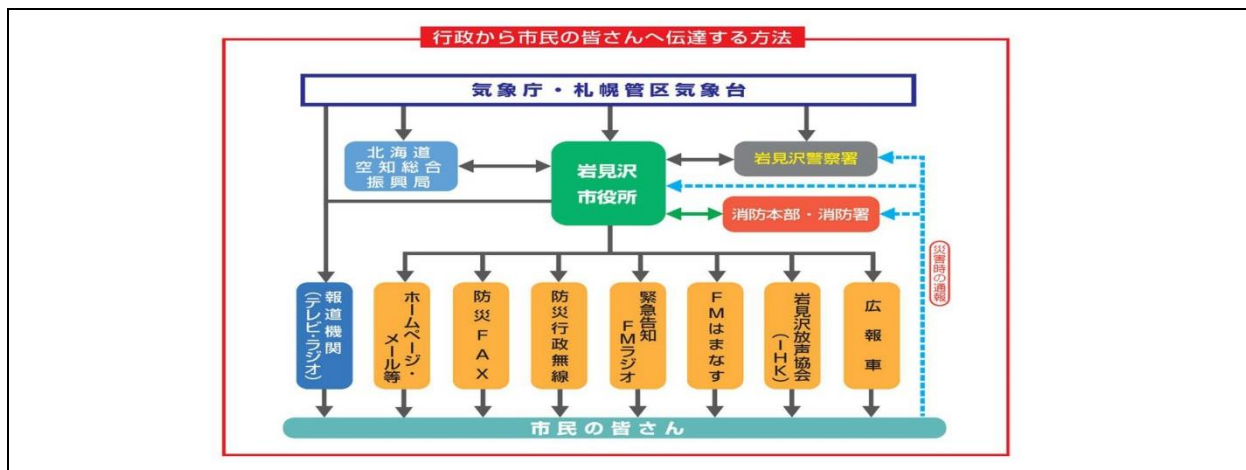 行政から市民の皆さんへ伝達する方法
気象庁・札幌管区気象台
北海道
空知総合
振興局
岩見沢
市役所
岩見沢警察署
消防本部・消防署
災害時の通報
報道機関
(テレビ・ラジオ)
ホームページ・
メール等
防災FAX
防災行政無線
緊急告知
FMラジオ
FMはまなす
岩見沢放声協会
(IHK)
広報車
市民の皆さん